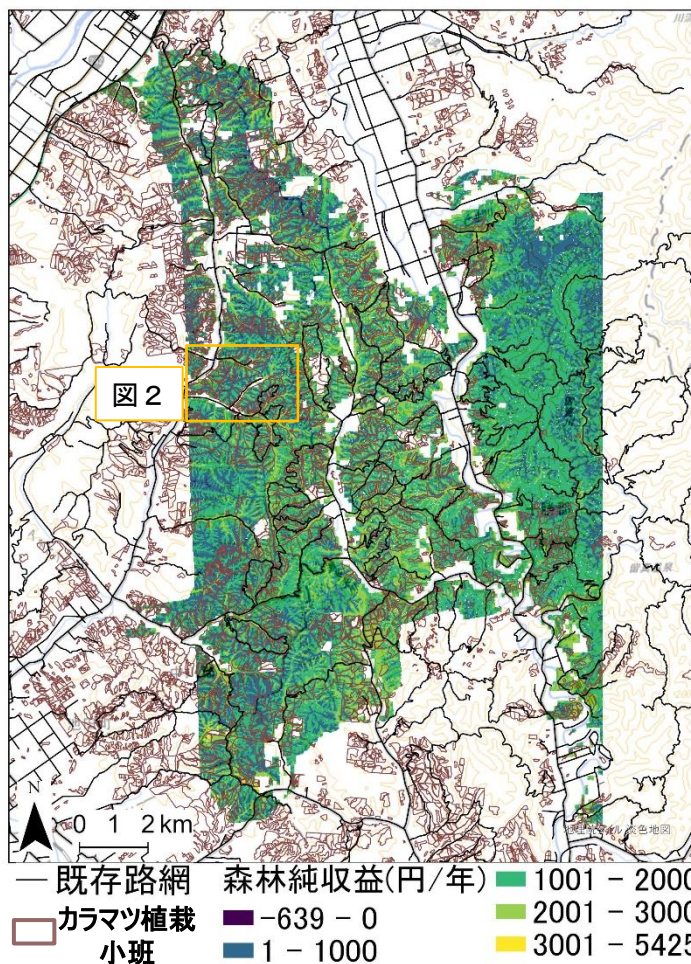 図2
N
0 1 2 km
地理院タイル 淡色地図
既存路網
カラマツ植栽
小班
森林純収益(円/年)
-639 - 0
1 - 1000
1001 - 2000
2001 - 3000
3001 - 5425